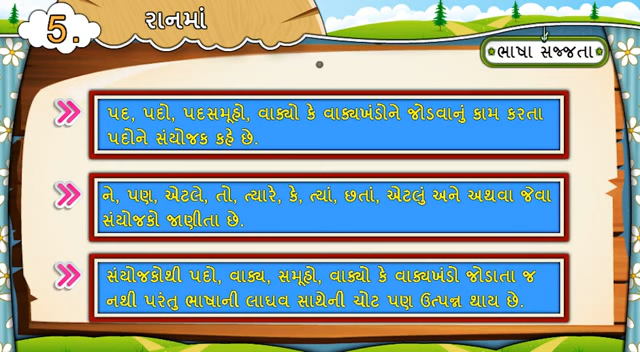 5.
રાનમાં
ભાષા સજ્જતા
પદ, પદો, પદસમૂહો, વાક્યો કે વાક્યખંડોને જોડવાનું કામ કરતા
પદોને સંયોજક કહે છે.
ને, પણ, એટલે, તો, ત્યારે, કે, ત્યાં, છતાં, એટલું અને અથવા જેવા
સંયોજકો જાણીતા છે.
સંયોજકોથી પદો, વાક્ય, સમૂહો, વાક્યો કે વાક્યખંડો જોડાતા જ
નથી પરંતુ ભાષાની લાઘવ સાથેની ચોટ પણ ઉત્પન્ન થાય છે.